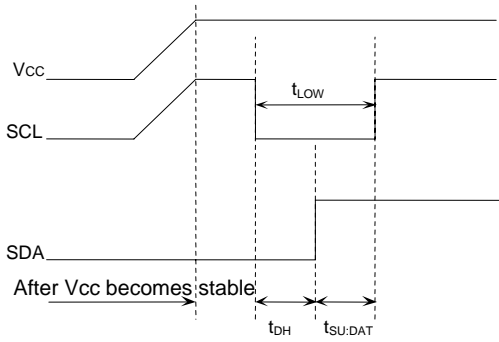 VCC
tLOW
SCL
SDA
After Vcc becomes stable
tDH
tSU:DAT